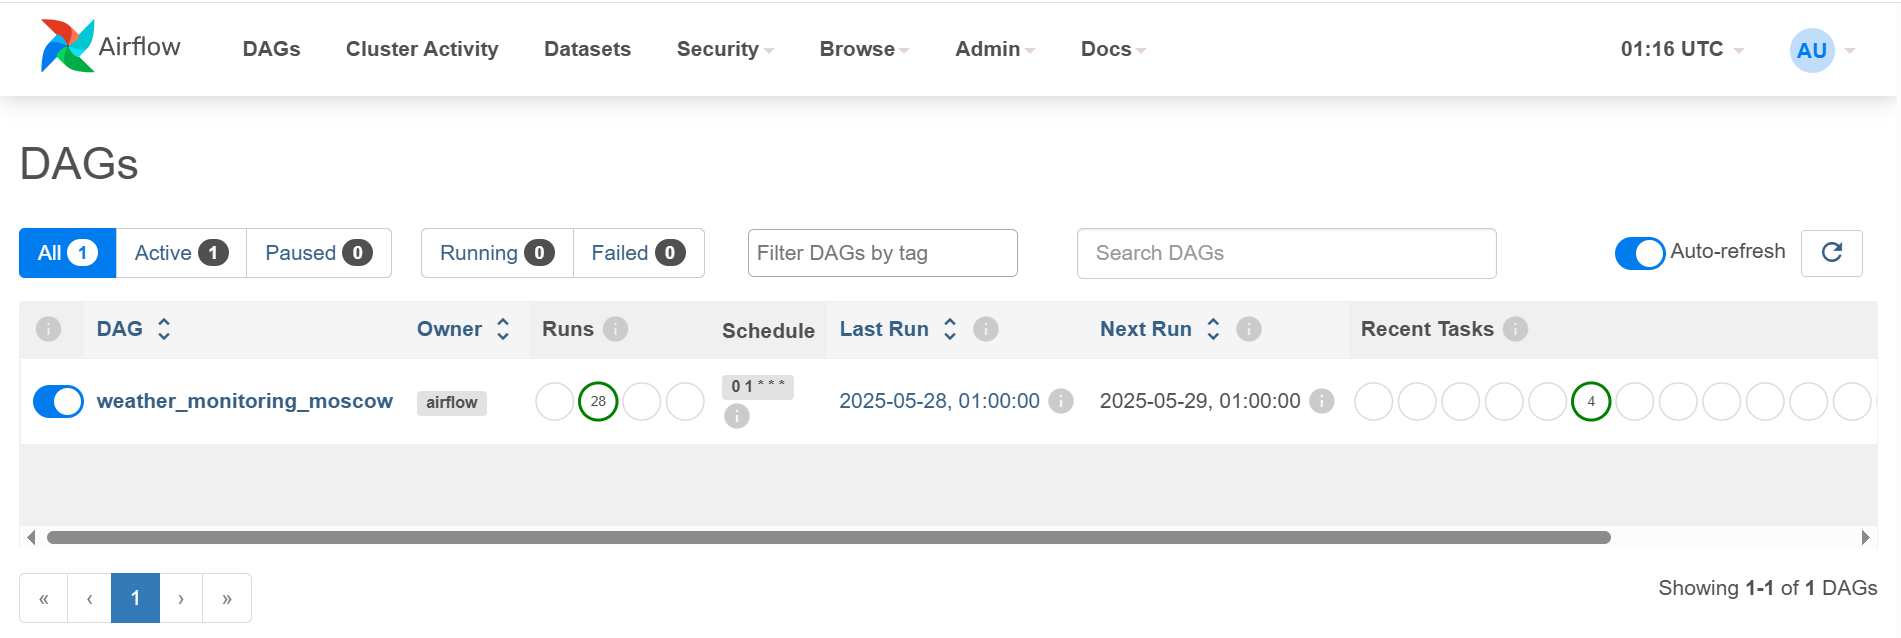 Airflow DAGs Cluster Activity Datasets Security Browse Admin Docs 01:16 UTC AU
DAGs
All 1 Active 1 Paused 0 Running 0 Failed 0 Filter DAGs by tag Search DAGs Auto-refresh
DAG Owner Runs Schedule Last Run Next Run Recent Tasks
weather_monitoring_moscow airflow 28 0 1 * * * 2025-05-28, 01:00:00 2025-05-29, 01:00:00 4
« ‹ 1 › » Showing 1-1 of 1 DAGs